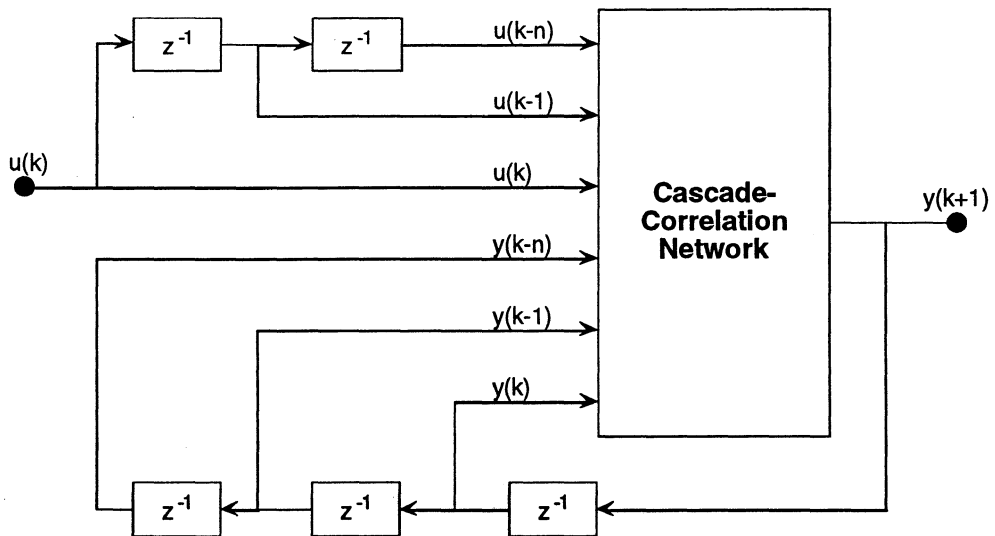 z⁻¹
z⁻¹
u(k-n)
u(k-1)
u(k)
u(k)
Cascade-
Correlation
Network
y(k+1)
y(k-n)
y(k-1)
y(k)
z⁻¹
z⁻¹
z⁻¹